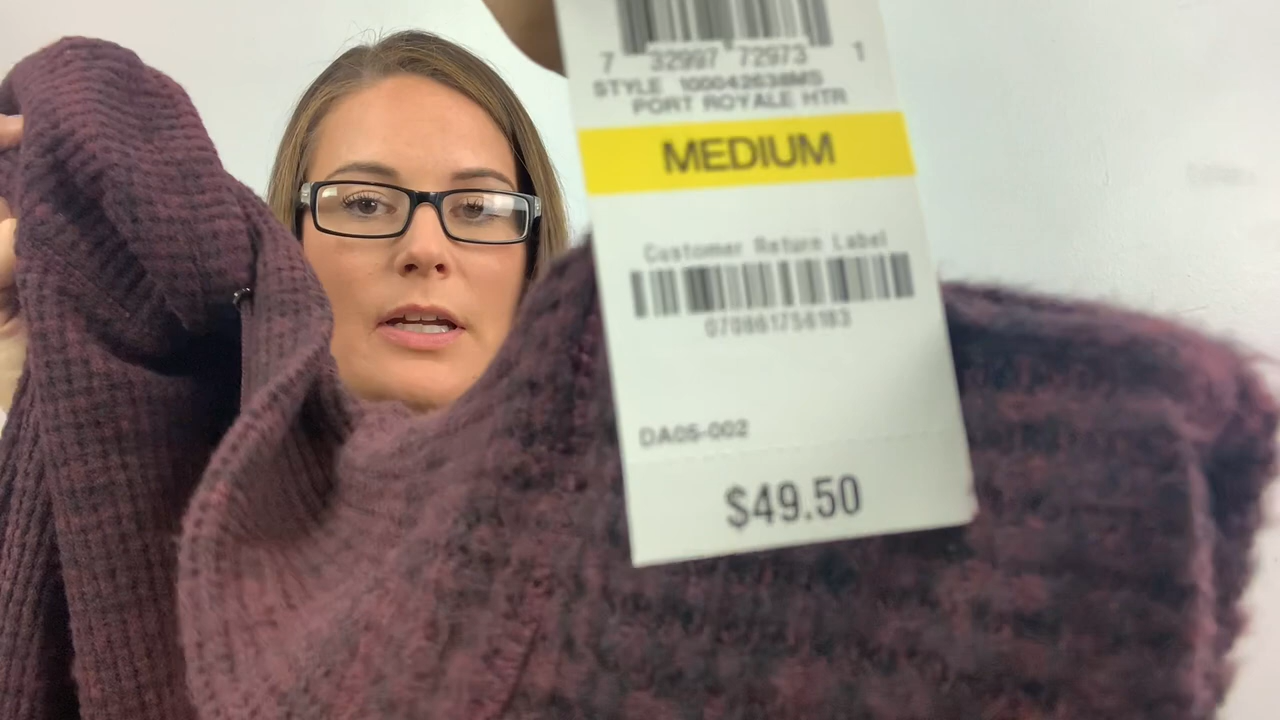 7 32997 72973 1
STYLE 100042638MS
PORT ROYALE HTR
MEDIUM
Customer Return Label
070861756183
DA05-002
$49.50